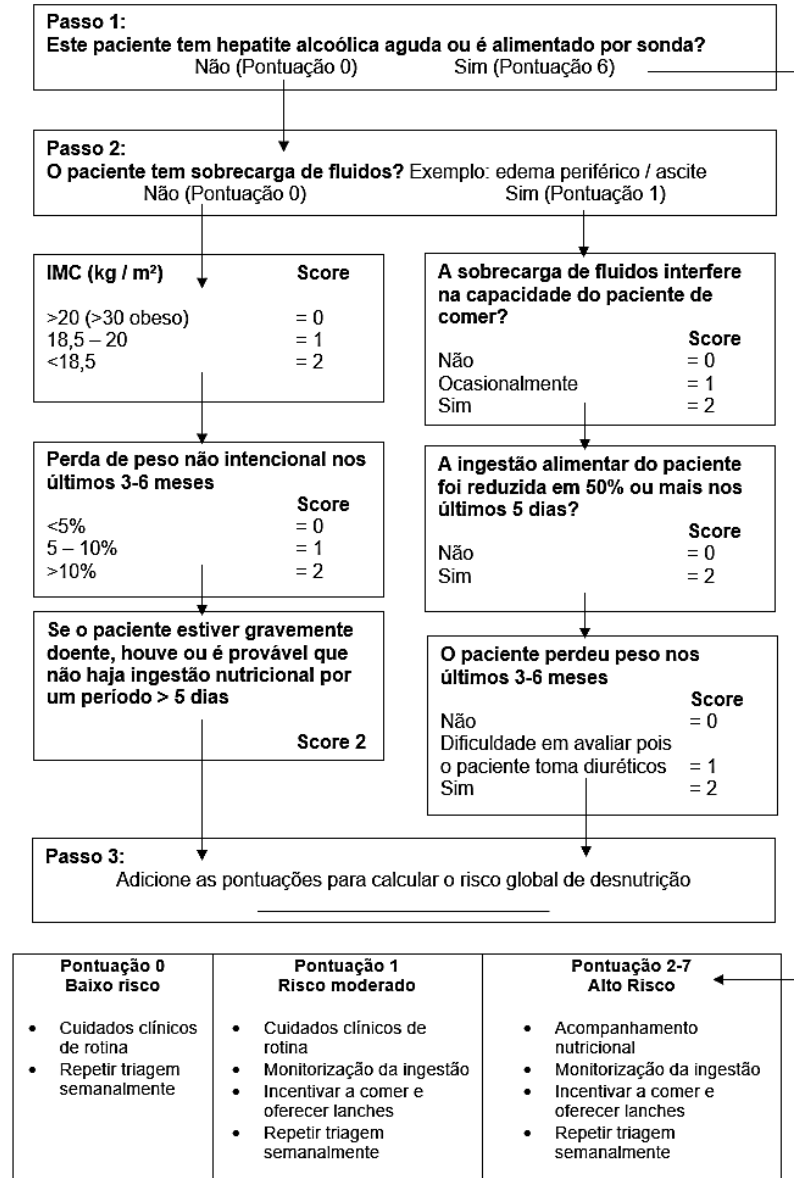 Passo 1:
Este paciente tem hepatite alcoólica aguda ou é alimentado por sonda?
Não (Pontuação 0) Sim (Pontuação 6)
Passo 2:
O paciente tem sobrecarga de fluidos? Exemplo: edema periférico / ascite
Não (Pontuação 0) Sim (Pontuação 1)
IMC (kg / m²) Score
>20 (>30 obeso) = 0
18,5 – 20 = 1
<18,5 = 2
Perda de peso não intencional nos
últimos 3-6 meses
Score
<5% = 0
5 – 10% = 1
>10% = 2
Se o paciente estiver gravemente
doente, houve ou é provável que
não haja ingestão nutricional por
um período > 5 dias
Score 2
A sobrecarga de fluidos interfere
na capacidade do paciente de
comer?
Score
Não = 0
Ocasionalmente = 1
Sim = 2
A ingestão alimentar do paciente
foi reduzida em 50% ou mais nos
últimos 5 dias?
Score
Não = 0
Sim = 2
O paciente perdeu peso nos
últimos 3-6 meses
Score
Não = 0
Dificuldade em avaliar pois
o paciente toma diuréticos = 1
Sim = 2
Passo 3:
Adicione as pontuações para calcular o risco global de desnutrição
Pontuação 0
Baixo risco
• Cuidados clínicos
de rotina
• Repetir triagem
semanalmente
Pontuação 1
Risco moderado
• Cuidados clínicos de
rotina
• Monitorização da ingestão
• Incentivar a comer e
oferecer lanches
• Repetir triagem
semanalmente
Pontuação 2-7
Alto Risco
• Acompanhamento
nutricional
• Monitorização da ingestão
• Incentivar a comer e
oferecer lanches
• Repetir triagem
semanalmente